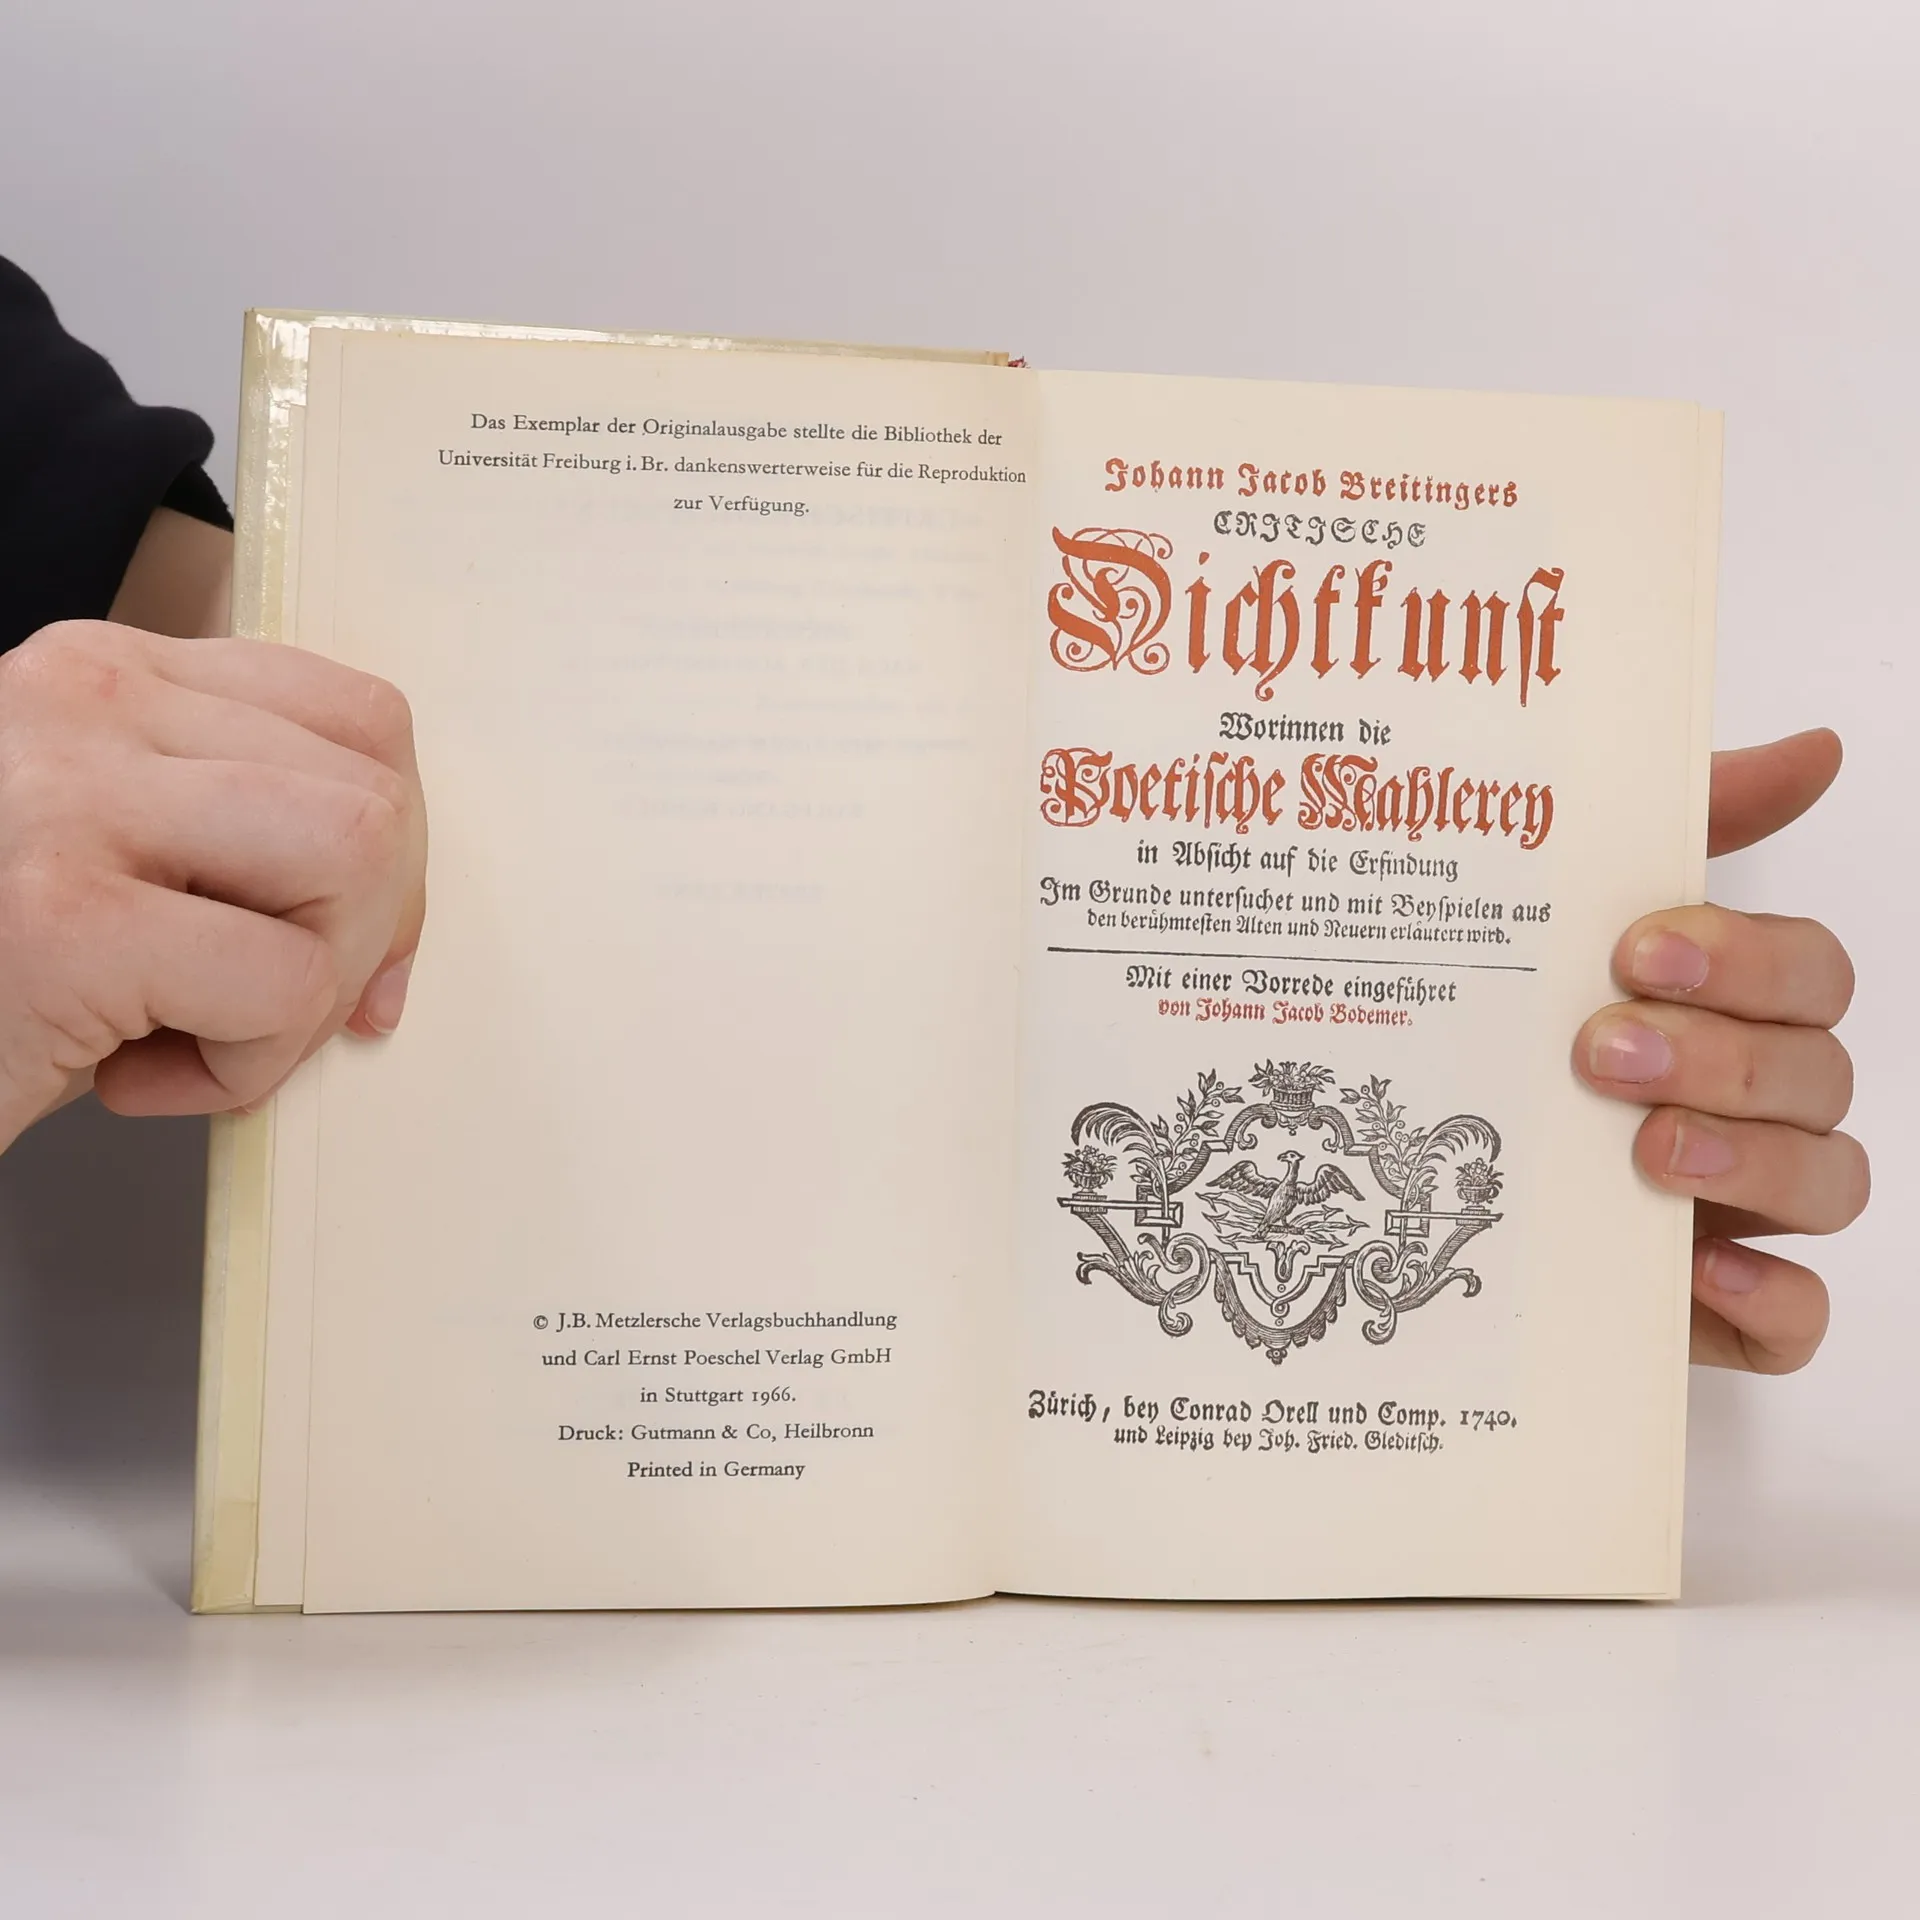 Das Exemplar der Originalausgabe stellte die Bibliothek der
Universität Freiburg i. Br. dankenswerterweise für die Reproduktion
zur Verfügung.
© J.B. Metzlersche Verlagsbuchhandlung
und Carl Ernst Poeschel Verlag GmbH
in Stuttgart 1966.
Druck: Gutmann & Co, Heilbronn
Printed in Germany
Johann Jacob Breitingers
CRITISCHE
Dichtkunst
Worinnen die
Poetische Mahlerey
in Absicht auf die Erfindung
Im Grunde untersuchet und mit Beyspielen aus
den berühmtesten Alten und Neuern erläutert wird.
Mit einer Vorrede eingeführet
von Johann Jacob Bodemer.
Zürich, bey Conrad Orell und Comp. 1740.
und Leipzig bey Joh. Fried. Gleditsch.